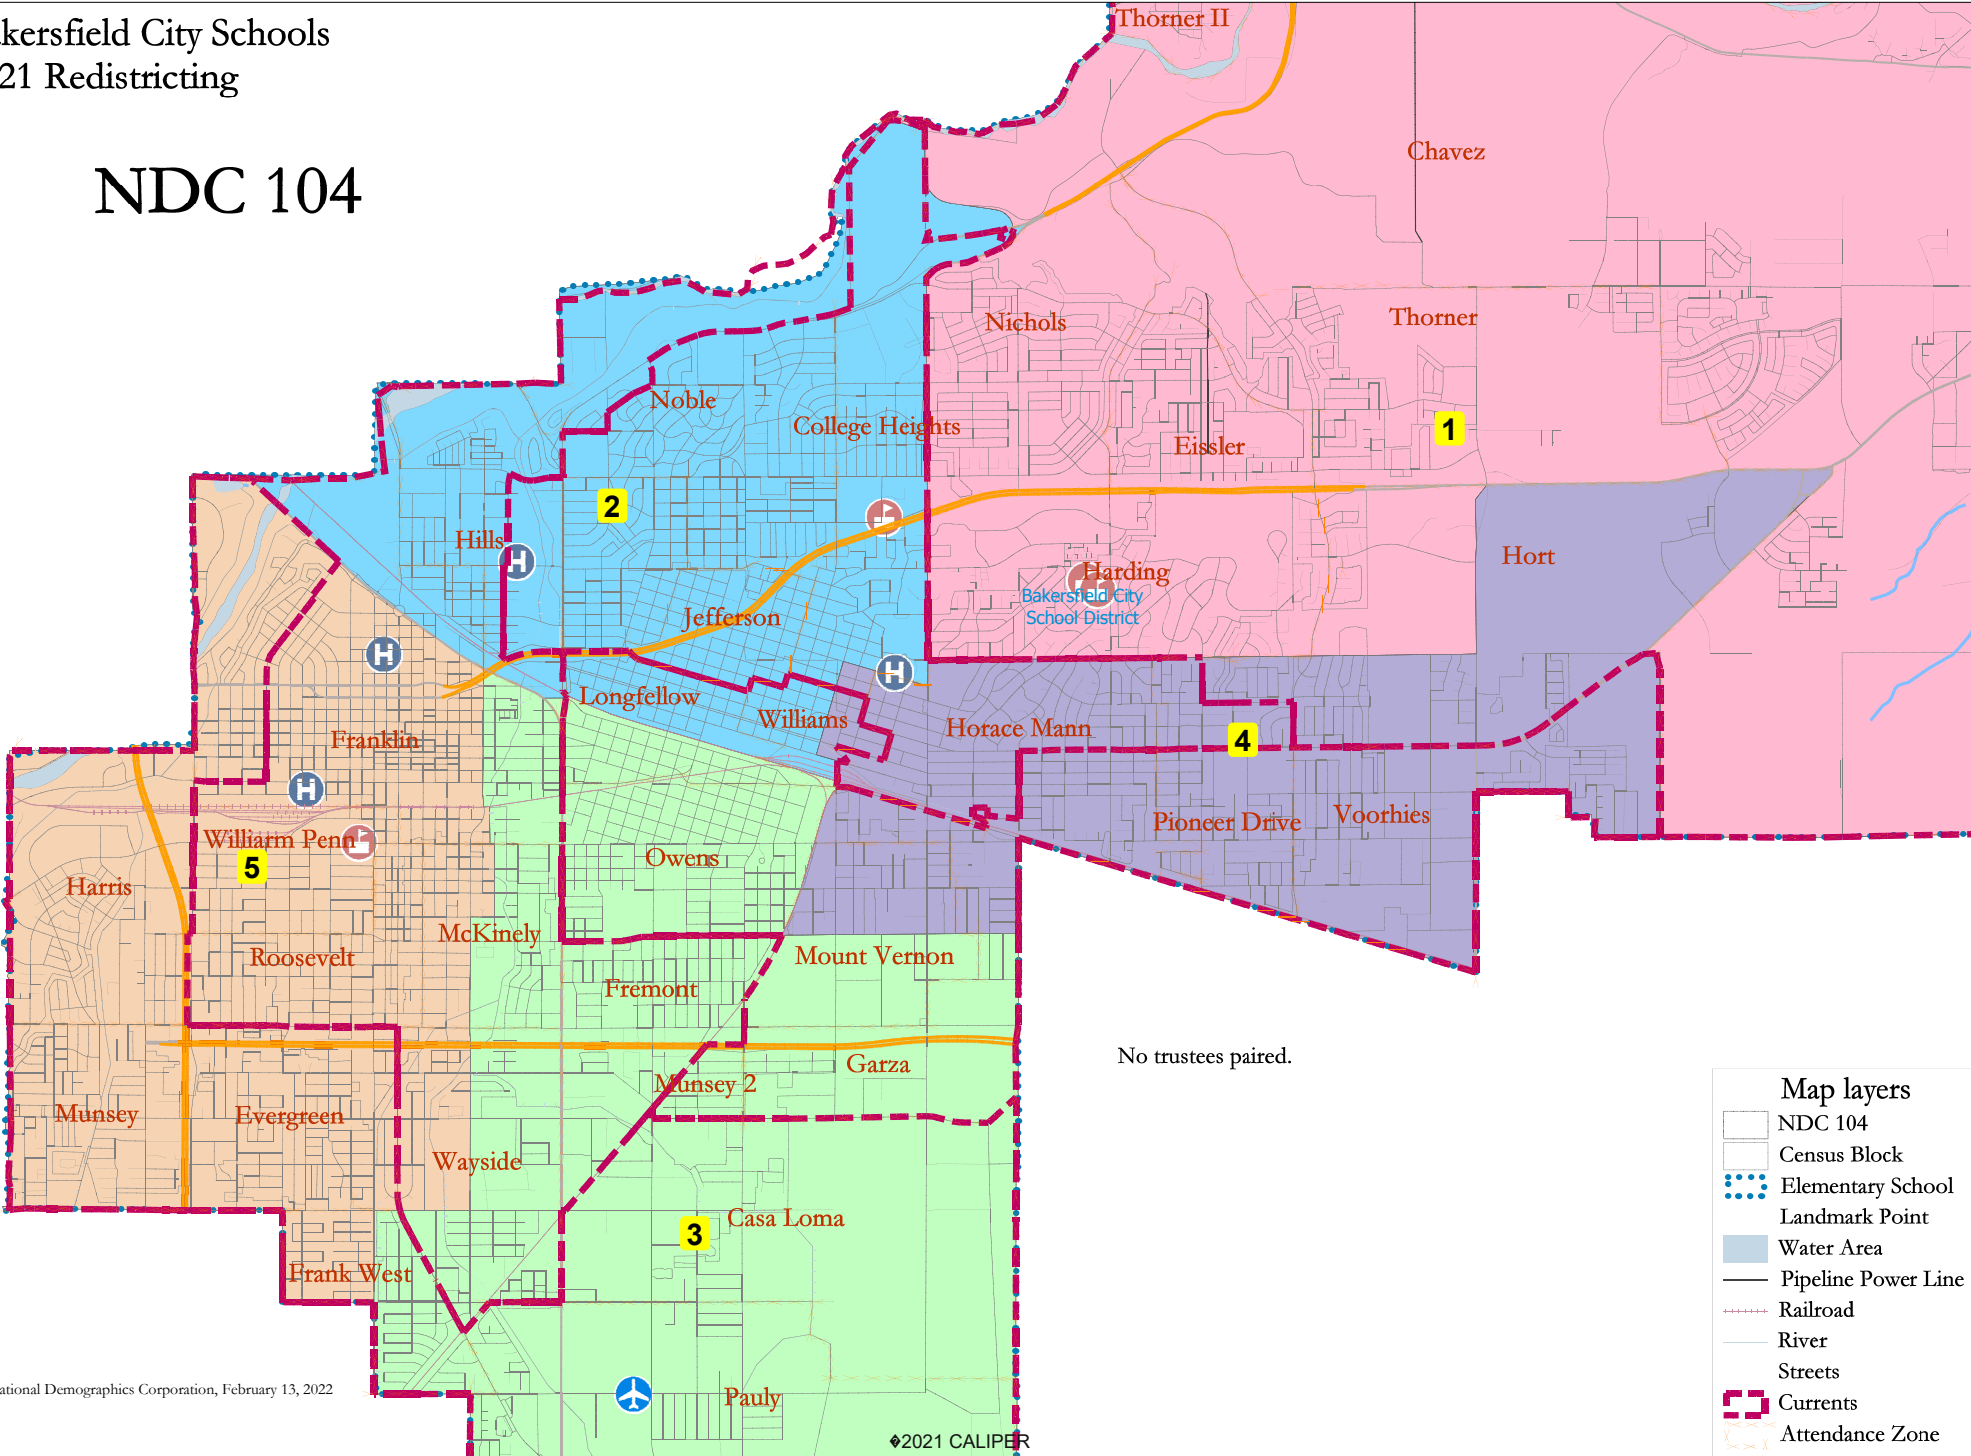 kersfield City Schools
21 Redistricting
NDC 104
Thorner II
Chavez
Nichols
Thorner
Noble
College Heights
Eissler
1
2
Hills
H
Hort
Harding
Bakersfield City
School District
Jefferson
H
H
Longfellow
Williams
Horace Mann
Franklin
4
H
Pioneer Drive
Voorhies
Williarm Penn
5
Owens
Harris
McKinely
Roosevelt
Mount Vernon
Fremont
No trustees paired.
Garza
Munsey 2
Munsey
Evergreen
Wayside
Casa Loma
3
Frank West
Pauly
ational Demographics Corporation, February 13, 2022
�2021 CALIPER
Map layers
NDC 104
Census Block
Elementary School
Landmark Point
Water Area
Pipeline Power Line
Railroad
River
Streets
Currents
Attendance Zone